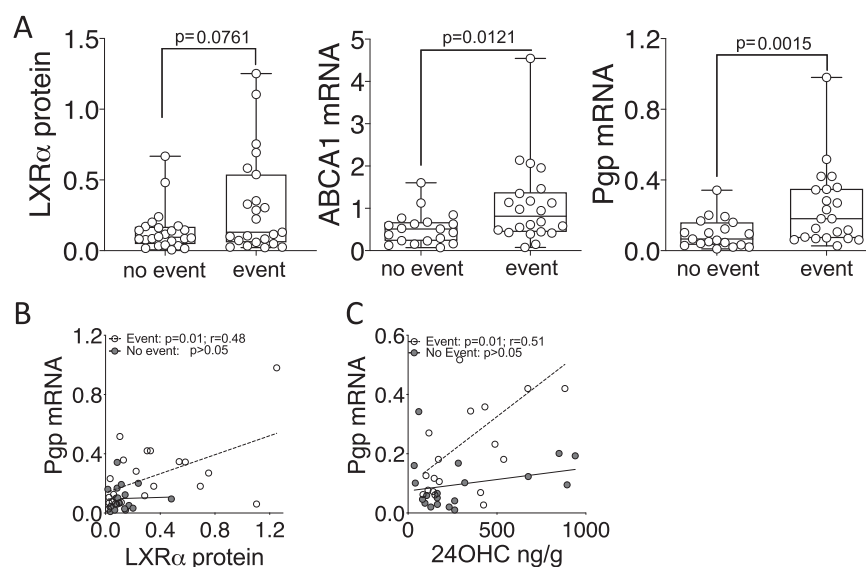 A
LXRα protein
1.5
1.0
0.5
0.0
p=0.0761
no event
event
ABCA1 mRNA
5
4
3
2
1
0
p=0.0121
no event
event
Pgp mRNA
1.2
0.8
0.4
0.0
p=0.0015
no event
event
B
Pgp mRNA
1.2
0.8
0.4
0.0
Event: p=0.01; r=0.48
No event: p>0.05
0.0 0.4 0.8 1.2
LXRα protein
C
Pgp mRNA
0.6
0.4
0.2
0.0
Event: p=0.01; r=0.51
No Event: p>0.05
0 500 1000
24OHC ng/g